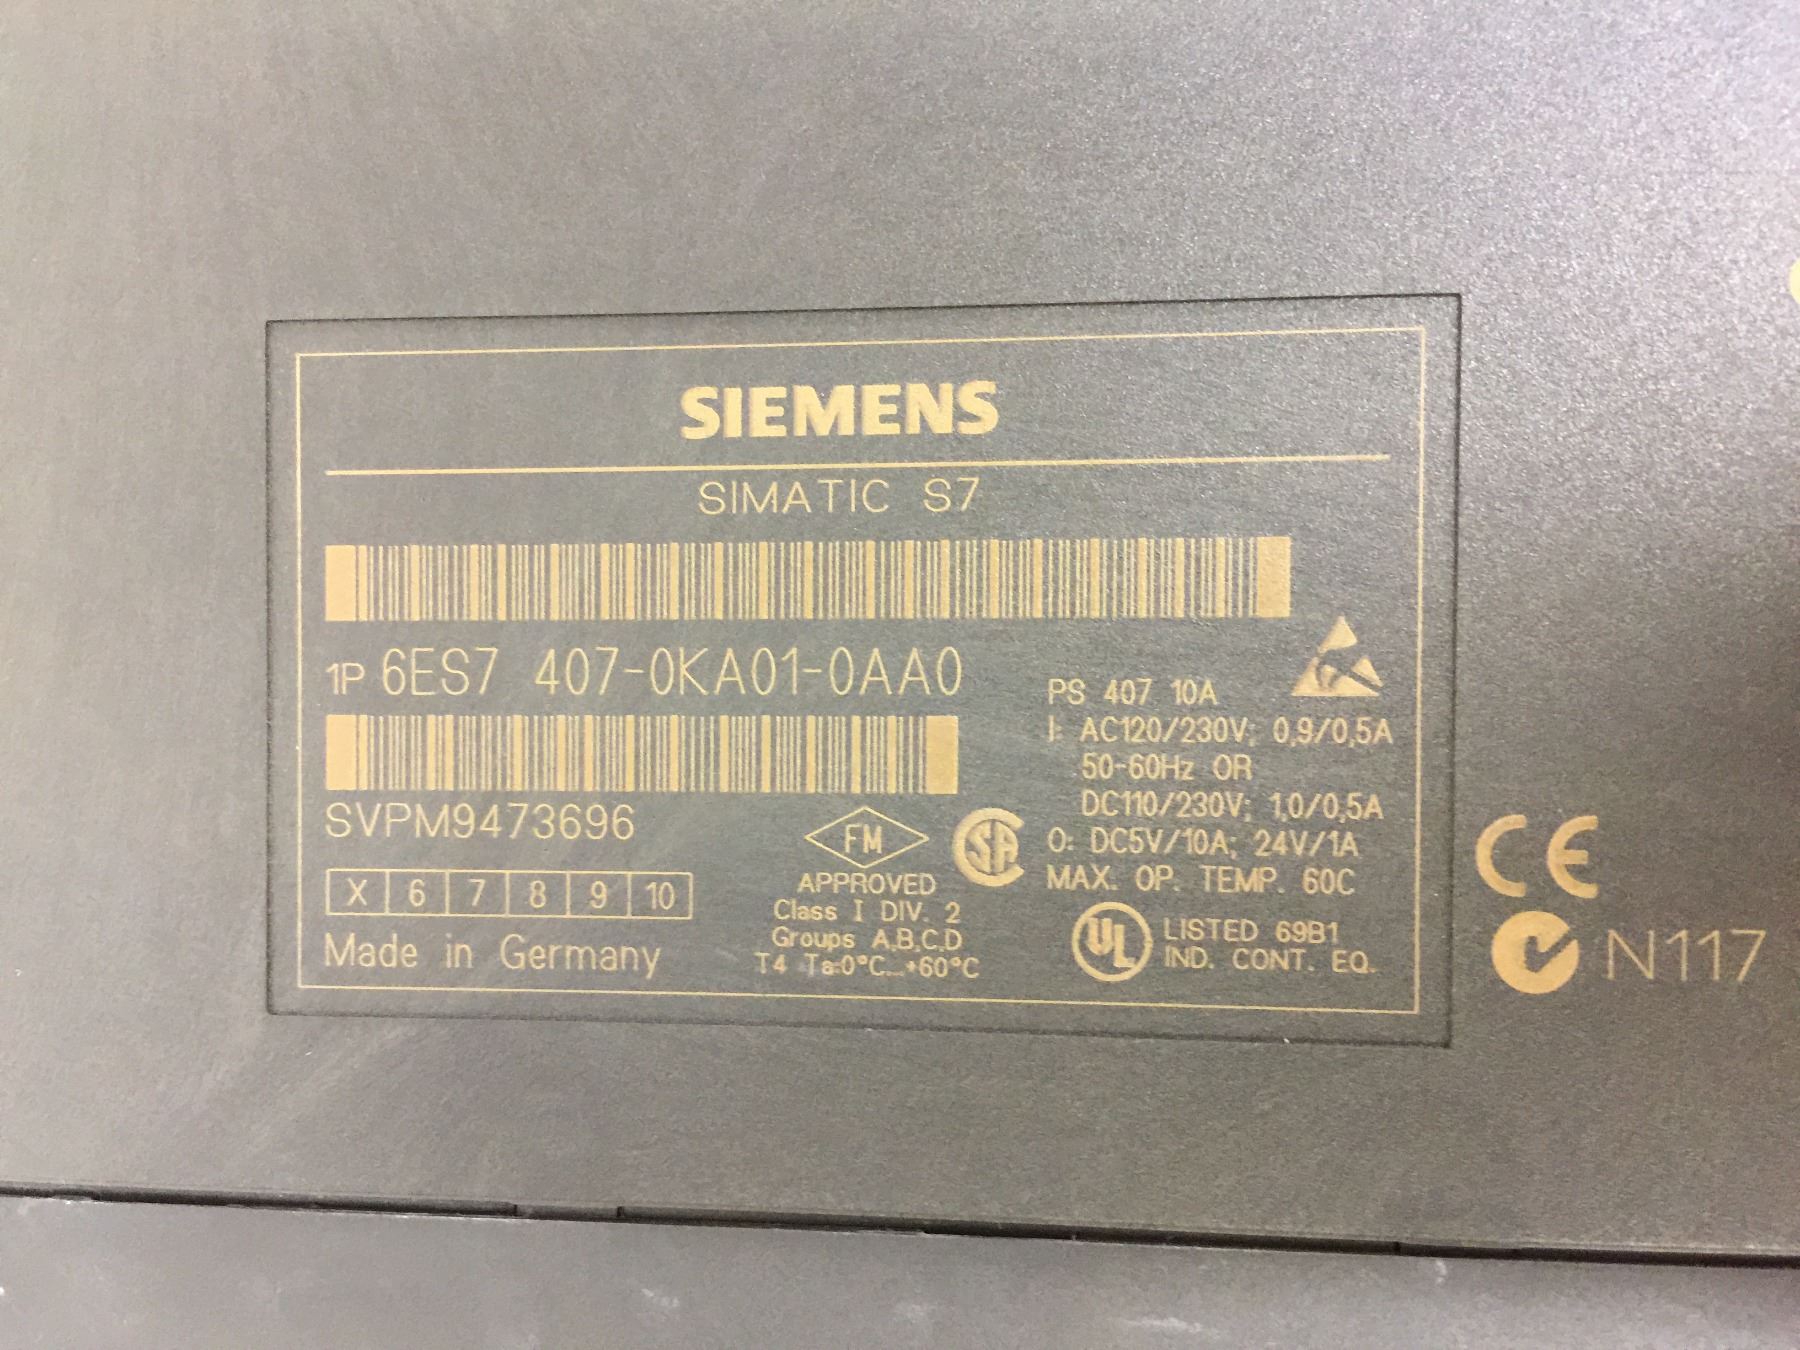 SIEMENS
SIMATIC S7
1P 6ES7 407-0KA01-0AA0
SVPM9473696
X 6 7 8 9 10
Made in Germany
FM
APPROVED
Class I DIV. 2
Groups A,B,C,D
T4 Ta:0°C...+60°C
SA
PS 407 10A
I: AC120/230V; 0,9/0,5A
50-60Hz OR
DC110/230V; 1,0/0,5A
O: DC5V/10A; 24V/1A
MAX. OP. TEMP. 60C
UL LISTED 69B1
IND. CONT. EQ.
CE
N117